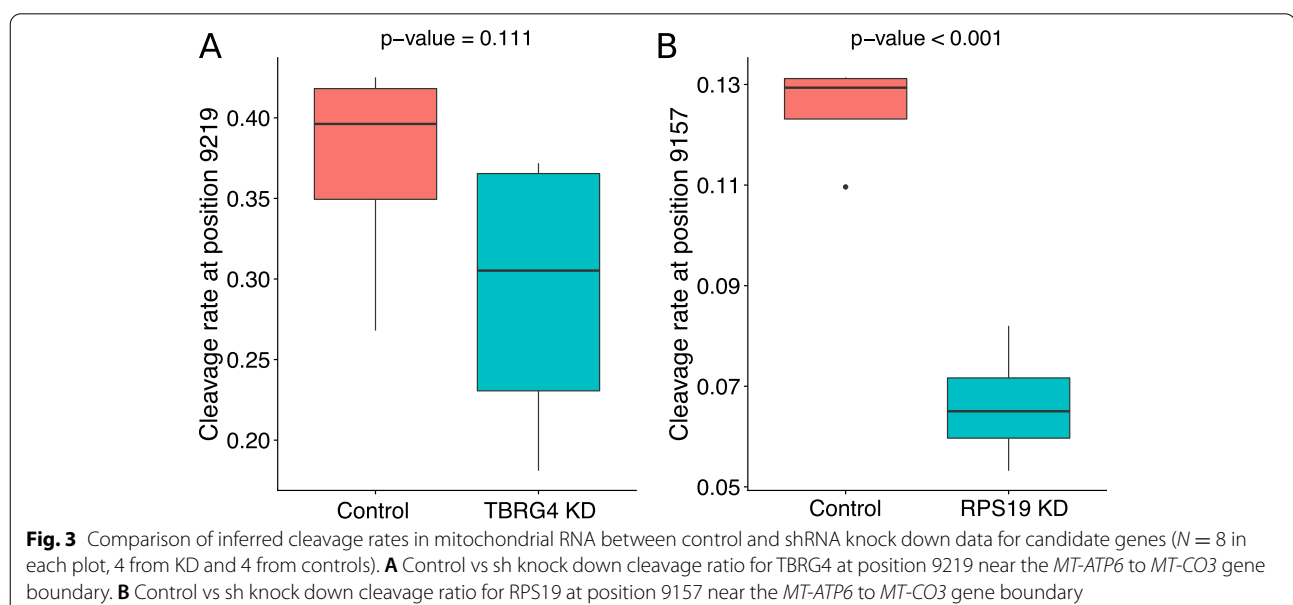 A
p-value = 0.111
Cleavage rate at position 9219
0.40
0.35
0.30
0.25
0.20
Control
TBRG4 KD
B
p-value < 0.001
Cleavage rate at position 9157
0.13
0.11
0.09
0.07
0.05
Control
RPS19 KD
Fig. 3 Comparison of inferred cleavage rates in mitochondrial RNA between control and shRNA knock down data for candidate genes (N = 8 in
each plot, 4 from KD and 4 from controls). A Control vs sh knock down cleavage ratio for TBRG4 at position 9219 near the MT-ATP6 to MT-CO3 gene
boundary. B Control vs sh knock down cleavage ratio for RPS19 at position 9157 near the MT-ATP6 to MT-CO3 gene boundary